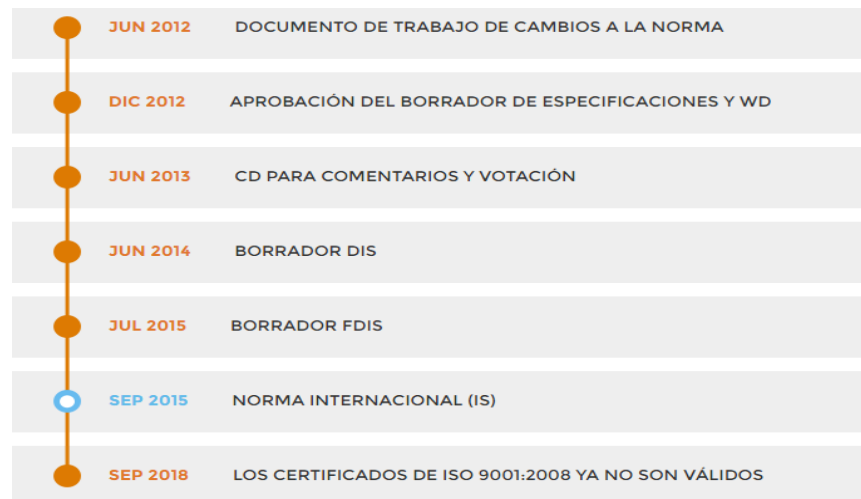 JUN 2012 DOCUMENTO DE TRABAJO DE CAMBIOS A LA NORMA
DIC 2012 APROBACIÓN DEL BORRADOR DE ESPECIFICACIONES Y WD
JUN 2013 CD PARA COMENTARIOS Y VOTACIÓN
JUN 2014 BORRADOR DIS
JUL 2015 BORRADOR FDIS
SEP 2015 NORMA INTERNACIONAL (IS)
SEP 2018 LOS CERTIFICADOS DE ISO 9001:2008 YA NO SON VÁLIDOS